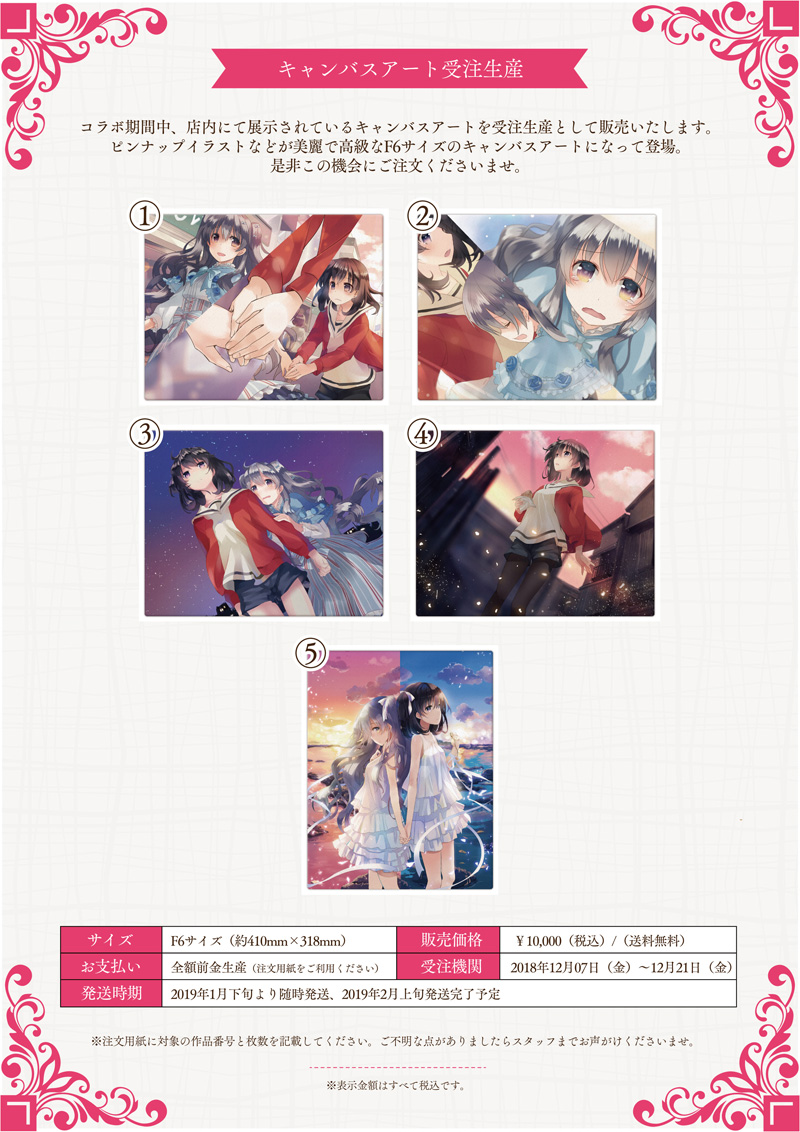 キャンバスアート受注生産
コラボ期間中、店内にて展示されているキャンバスアートを受注生産として販売いたします。
ピンナップイラストなどが美麗で高級なF6サイズのキャンバスアートになって登場。
是非この機会にご注文くださいませ。
①
②
③
④
⑤
サイズ F6サイズ（約410mm×318mm） 販売価格 ￥10,000（税込）/（送料無料）
お支払い 全額前金生産（注文用紙をご利用ください） 受注機関 2018年12月07日（金）～12月21日（金）
発送時期 2019年1月下旬より随時発送、2019年2月上旬発送完了予定
※注文用紙に対象の作品番号と枚数を記載してください。ご不明な点がありましたらスタッフまでお声がけくださいませ。
※表示金額はすべて税込です。